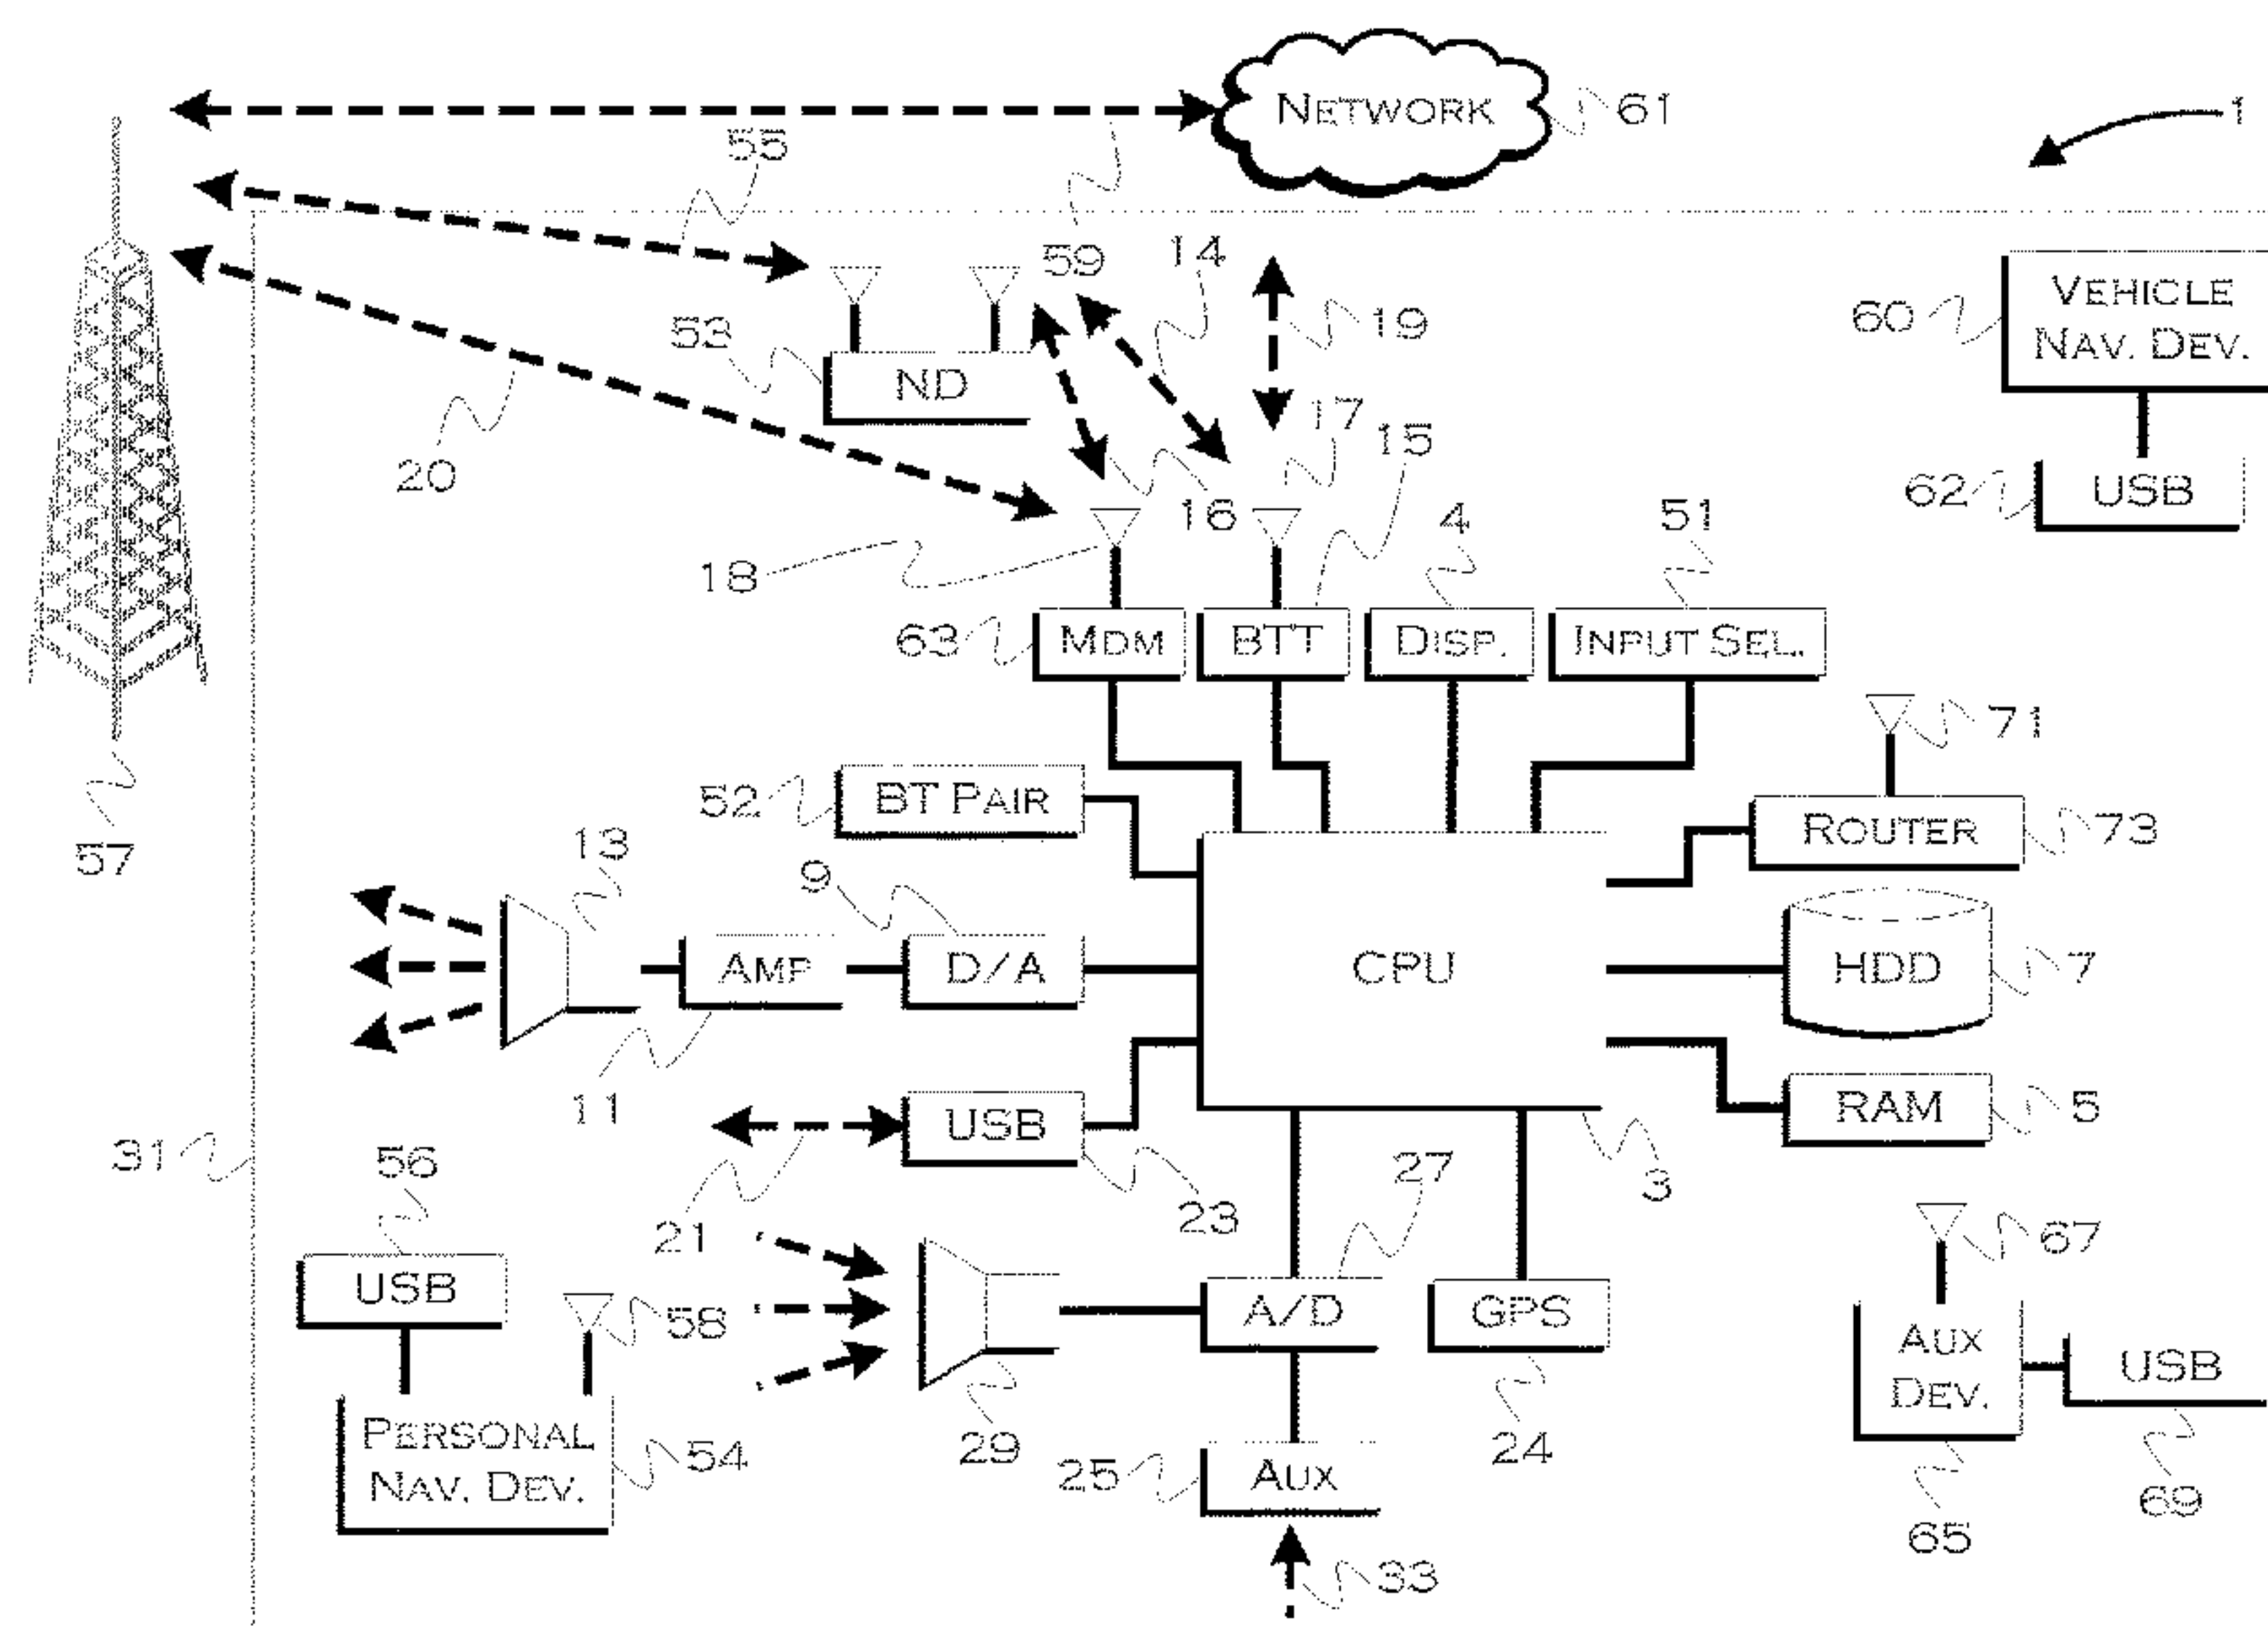 NETWORK
61
1
55
59
14
19
53
ND
60
VEHICLE
NAV. DEV.
17
15
20
16
4
51
62
USB
18
63
MDM
BTT
DISP.
INPUT SEL.
71
52
BT PAIR
ROUTER
73
57
13
9
AMP
D/A
CPU
HDD
7
11
USB
RAM
5
31
56
21
23
27
3
67
USB
58
A/D
GPS
AUX
DEV.
USB
PERSONAL
NAV. DEV.
54
29
25
AUX
24
65
69
33